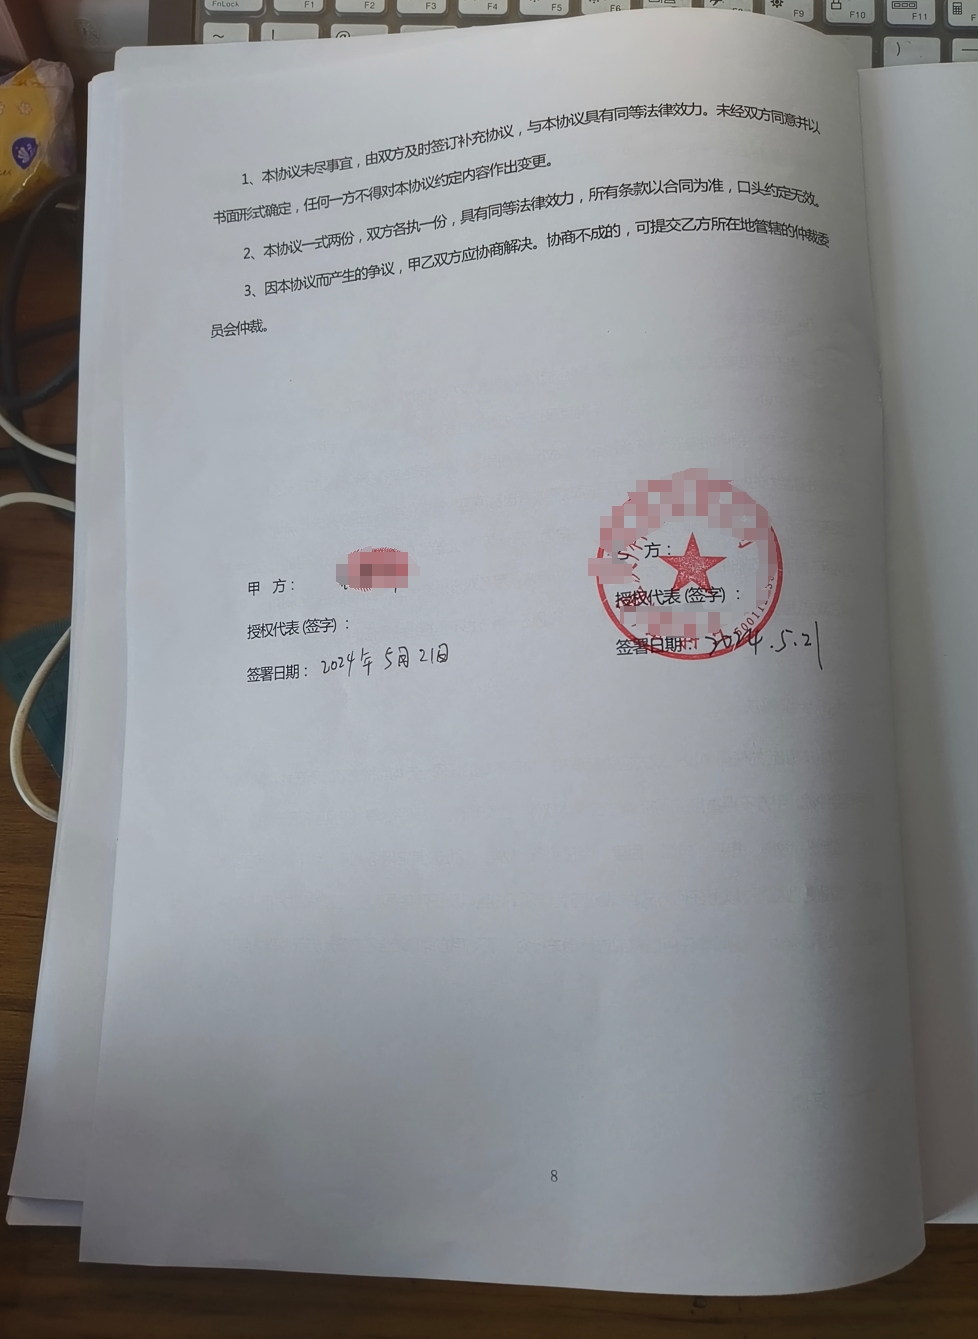 FnLock F1 F2 F3 F4 F5 F6 F9 F10 F11
1、本协议未尽事宜，由双方及时签订补充协议，与本协议具有同等法律效力。未经双方同意并以
书面形式确定，任何一方不得对本协议约定内容作出变更。
2、本协议一式两份，双方各执一份，具有同等法律效力，所有条款以合同为准，口头约定无效。
3、因本协议而产生的争议，甲乙双方应协商解决。协商不成的，可提交乙方所在地管辖的仲裁委
员会仲裁。
甲 方：
授权代表(签字)：
签署日期：2024年5月21日
方：
授权代表(签字)：
签署日期：2024.5.21
8